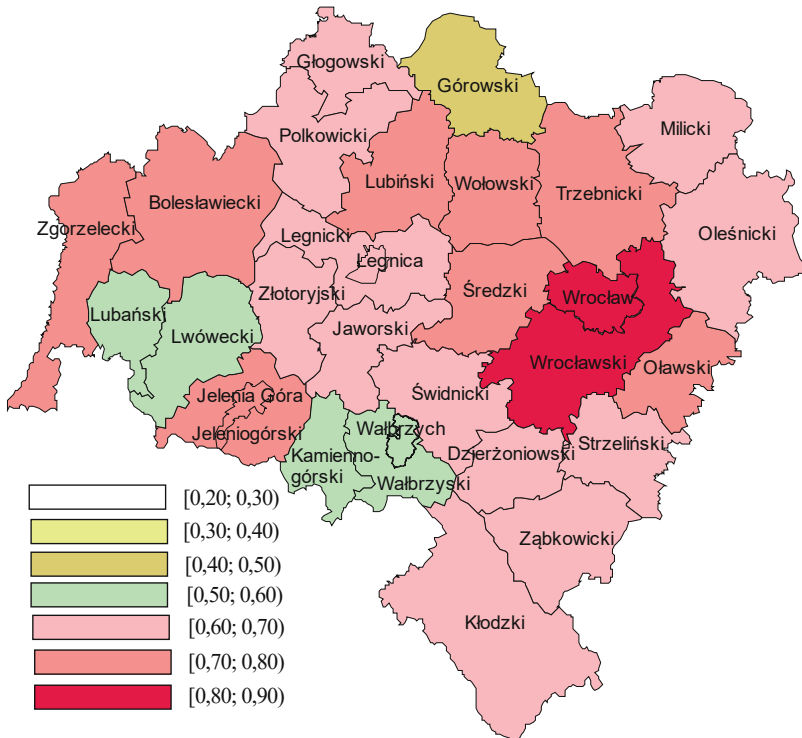 Głogowski
Górowski
Polkowicki
Milicki
Lubiński
Wołowski
Trzebnicki
Bolesławiecki
Zgorzelecki
Legnicki
Oleśnicki
Legnica
Złotoryjski
Średzki
Wrocław
Lubański
Lwówecki
Jaworski
Wrocławski
Oławski
Jelenia Góra
Świdnicki
Jeleniogórski
Wałbrzych
Strzeliński
Kamienno-
górski
Dzierżoniowski
Wałbrzyski
Ząbkowicki
Kłodzki
[0,20; 0,30)
[0,30; 0,40)
[0,40; 0,50)
[0,50; 0,60)
[0,60; 0,70)
[0,70; 0,80)
[0,80; 0,90)